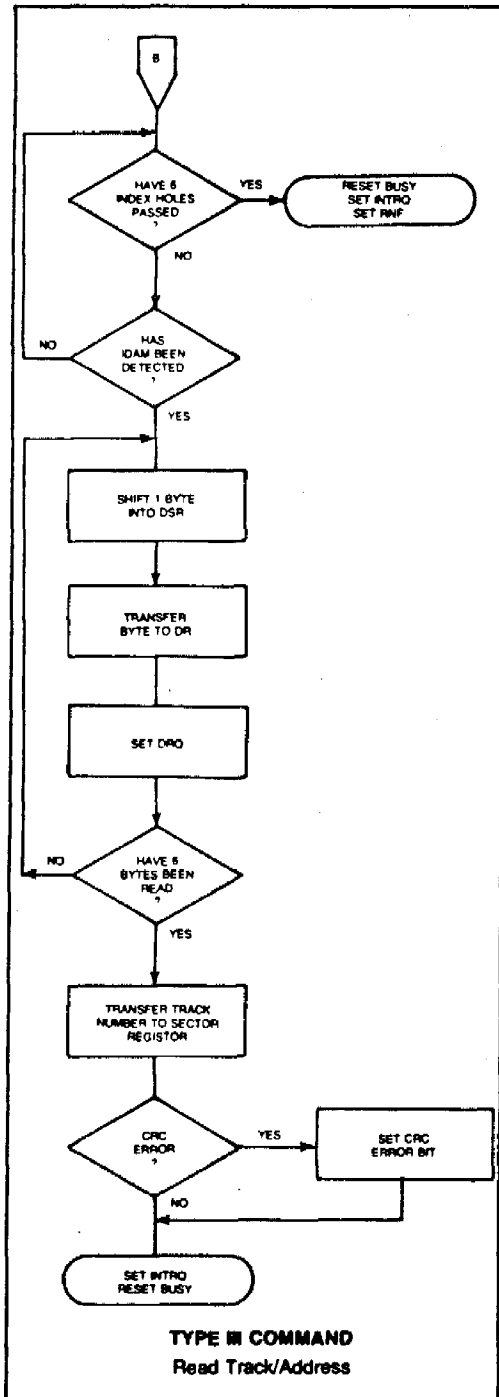 B
HAVE 6
INDEX HOLES
PASSED
?
YES
RESET BUSY
SET INTRQ
SET RNF
NO
HAS
IDAM BEEN
DETECTED
?
NO
YES
SHIFT 1 BYTE
INTO DSR
TRANSFER
BYTE TO DR
SET DRQ
HAVE 6
BYTES BEEN
READ
?
NO
YES
TRANSFER TRACK
NUMBER TO SECTOR
REGISTOR
CRC
ERROR
?
YES
SET CRC
ERROR BIT
NO
SET INTRQ
RESET BUSY
TYPE III COMMAND
Read Track/Address